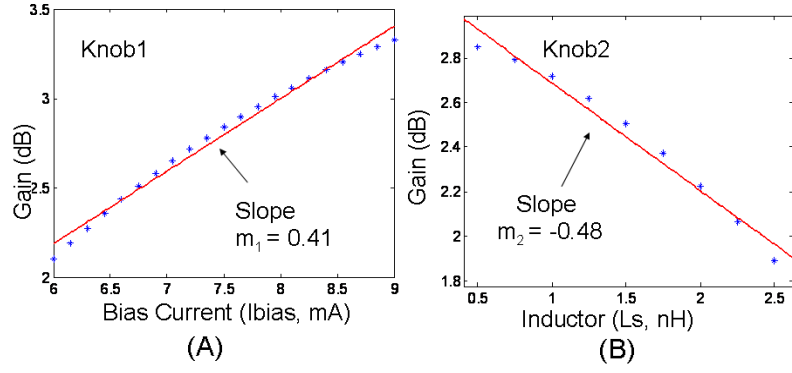 3.5
3
2.5
2
Gain (dB)
Knob1
Slope
m1 = 0.41
6 6.5 7 7.5 8 8.5 9
Bias Current (Ibias, mA)
(A)
2.8
2.6
2.4
2.2
2
1.8
Gain (dB)
Knob2
Slope
m2 = -0.48
0.5 1 1.5 2 2.5
Inductor (Ls, nH)
(B)